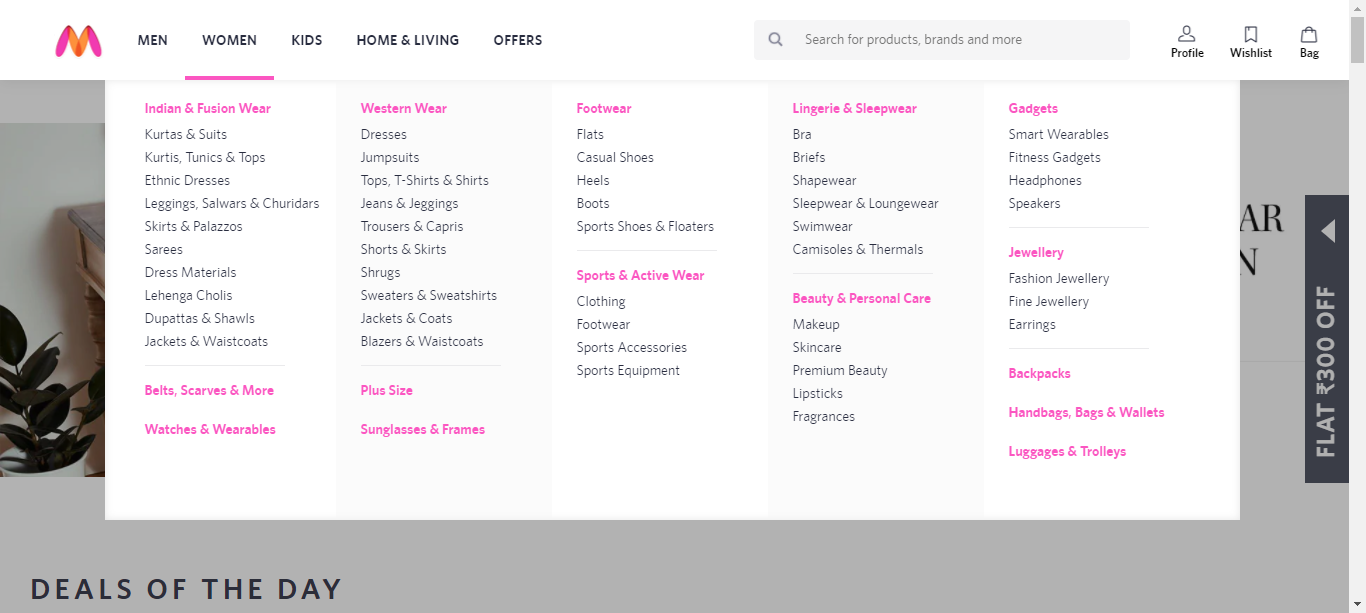 MEN
WOMEN
KIDS
HOME & LIVING
OFFERS
Search for products, brands and more
Profile
Wishlist
Bag
Indian & Fusion Wear
Kurtas & Suits
Kurtis, Tunics & Tops
Ethnic Dresses
Leggings, Salwars & Churidars
Skirts & Palazzos
Sarees
Dress Materials
Lehenga Cholis
Dupattas & Shawls
Jackets & Waistcoats
Belts, Scarves & More
Watches & Wearables
Western Wear
Dresses
Jumpsuits
Tops, T-Shirts & Shirts
Jeans & Jeggings
Trousers & Capris
Shorts & Skirts
Shrugs
Sweaters & Sweatshirts
Jackets & Coats
Blazers & Waistcoats
Plus Size
Sunglasses & Frames
Footwear
Flats
Casual Shoes
Heels
Boots
Sports Shoes & Floaters
Sports & Active Wear
Clothing
Footwear
Sports Accessories
Sports Equipment
Lingerie & Sleepwear
Bra
Briefs
Shapewear
Sleepwear & Loungewear
Swimwear
Camisoles & Thermals
Beauty & Personal Care
Makeup
Skincare
Premium Beauty
Lipsticks
Fragrances
Gadgets
Smart Wearables
Fitness Gadgets
Headphones
Speakers
Jewellery
Fashion Jewellery
Fine Jewellery
Earrings
Backpacks
Handbags, Bags & Wallets
Luggages & Trolleys
FLAT ₹300 OFF
DEALS OF THE DAY